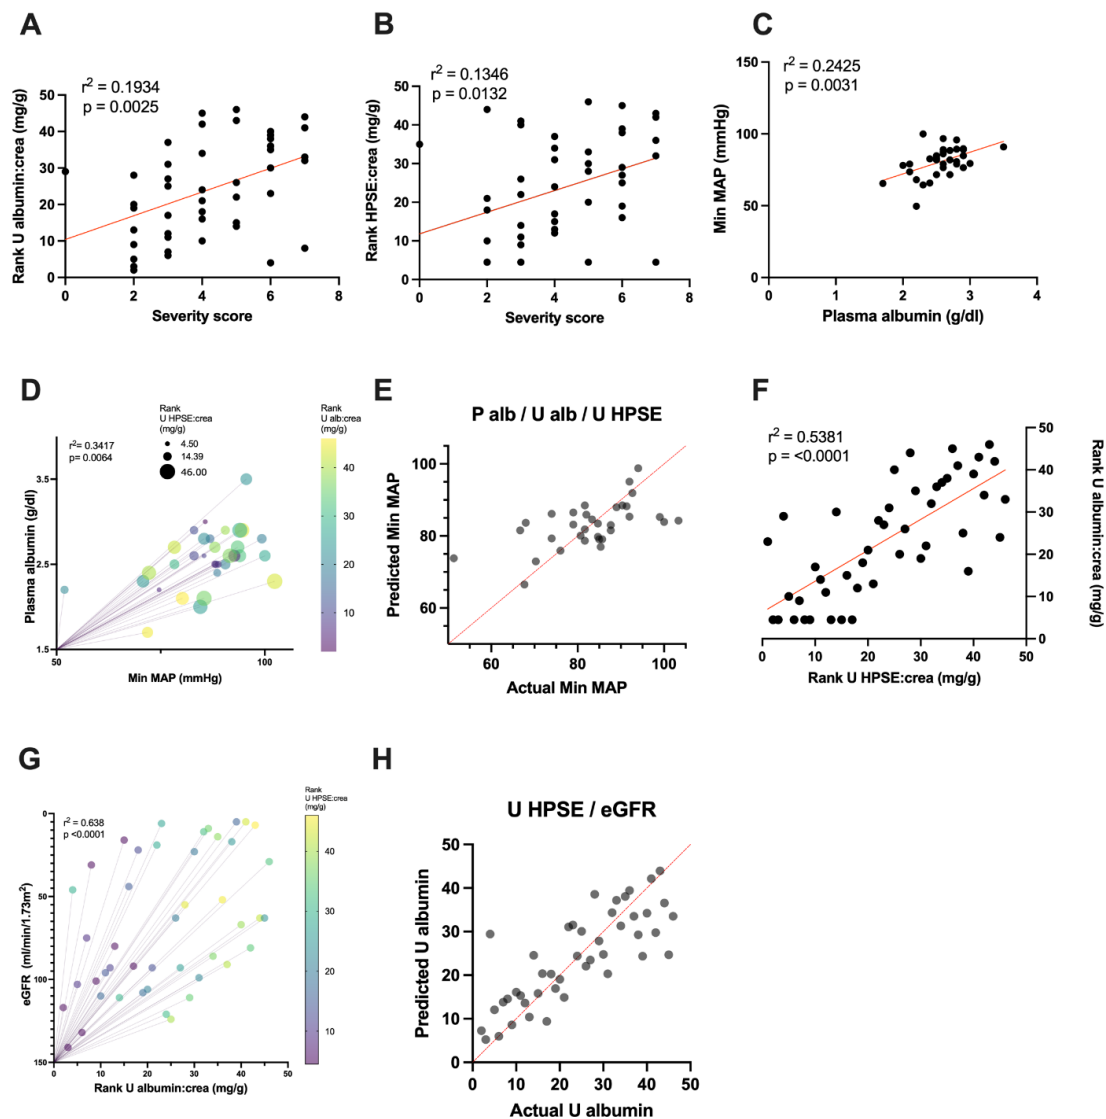 A
r² = 0.1934
p = 0.0025
Rank U albumin:crea (mg/g)
50
40
30
20
10
0
0 2 4 6 8
Severity score
B
r² = 0.1346
p = 0.0132
Rank HPSE:crea (mg/g)
50
40
30
20
10
0
0 2 4 6 8
Severity score
C
r² = 0.2425
p = 0.0031
Min MAP (mmHg)
150
100
50
0
0 1 2 3 4
Plasma albumin (g/dl)
D
r²= 0.3417
p= 0.0064
Rank
U HPSE:crea
(mg/g)
4.50
14.39
46.00
Rank
U alb:crea
(mg/g)
40
30
20
10
Plasma albumin (g/dl)
3.5
2.5
1.5
50 100
Min MAP (mmHg)
E
P alb / U alb / U HPSE
Predicted Min MAP
100
80
60
60 80 100
Actual Min MAP
F
r² = 0.5381
p = <0.0001
50
40
30
20
10
0
Rank U albumin:crea (mg/g)
0 10 20 30 40 50
Rank U HPSE:crea (mg/g)
G
r² = 0.638
p <0.0001
Rank
U HPSE:crea
(mg/g)
40
30
20
10
eGFR (ml/min/1.73m²)
0
50
100
150
0 10 20 30 40 50
Rank U albumin:crea (mg/g)
H
U HPSE / eGFR
Predicted U albumin
50
40
30
20
10
0
0 10 20 30 40 50
Actual U albumin